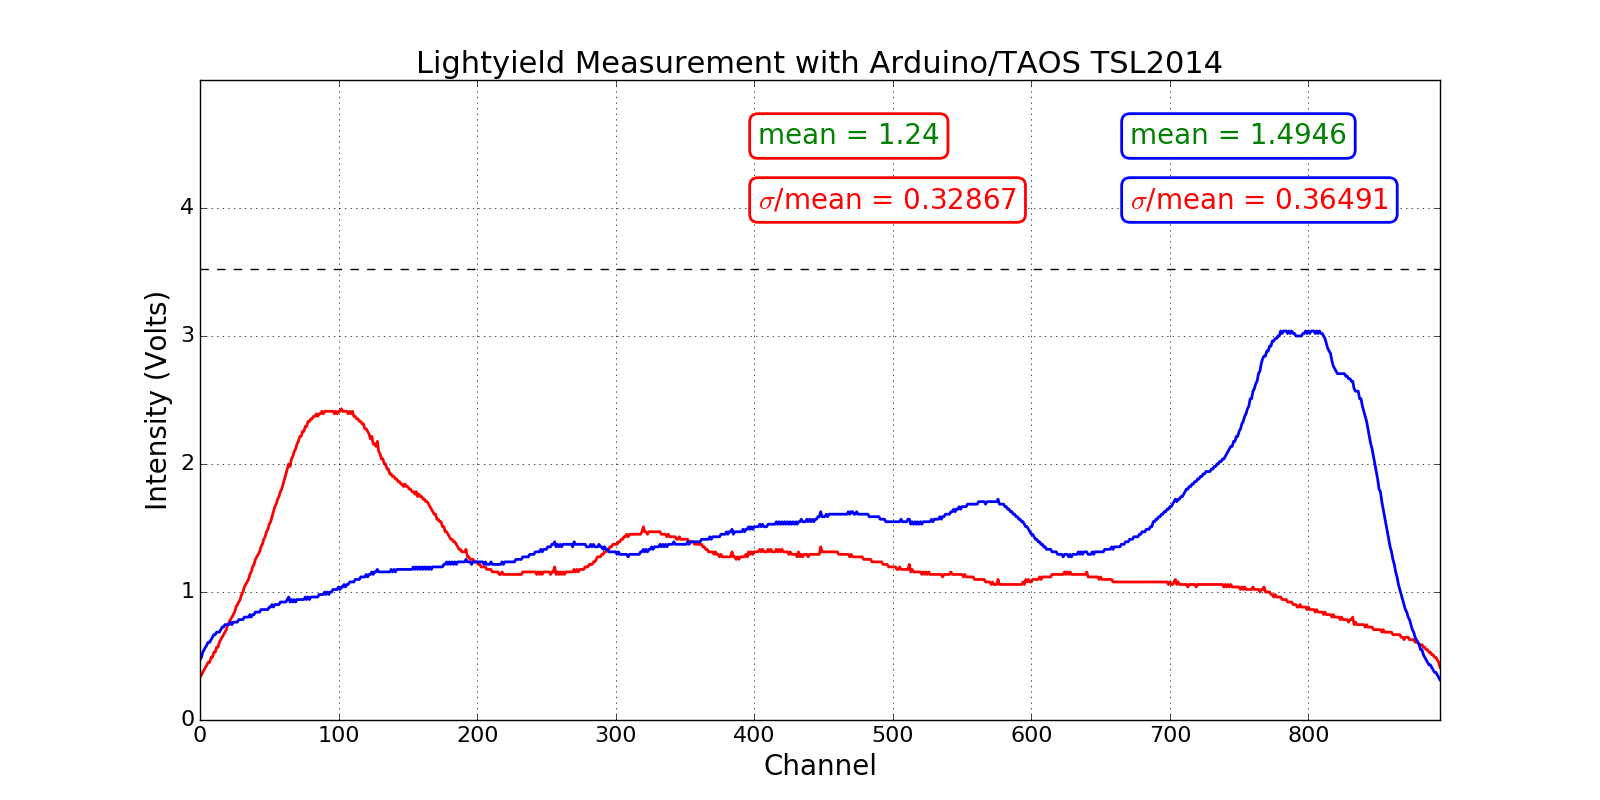 Lightyield Measurement with Arduino/TAOS TSL2014
mean = 1.24
mean = 1.4946
σ/mean = 0.32867
σ/mean = 0.36491
Intensity (Volts)
4
3
2
1
0
0 100 200 300 400 500 600 700 800
Channel